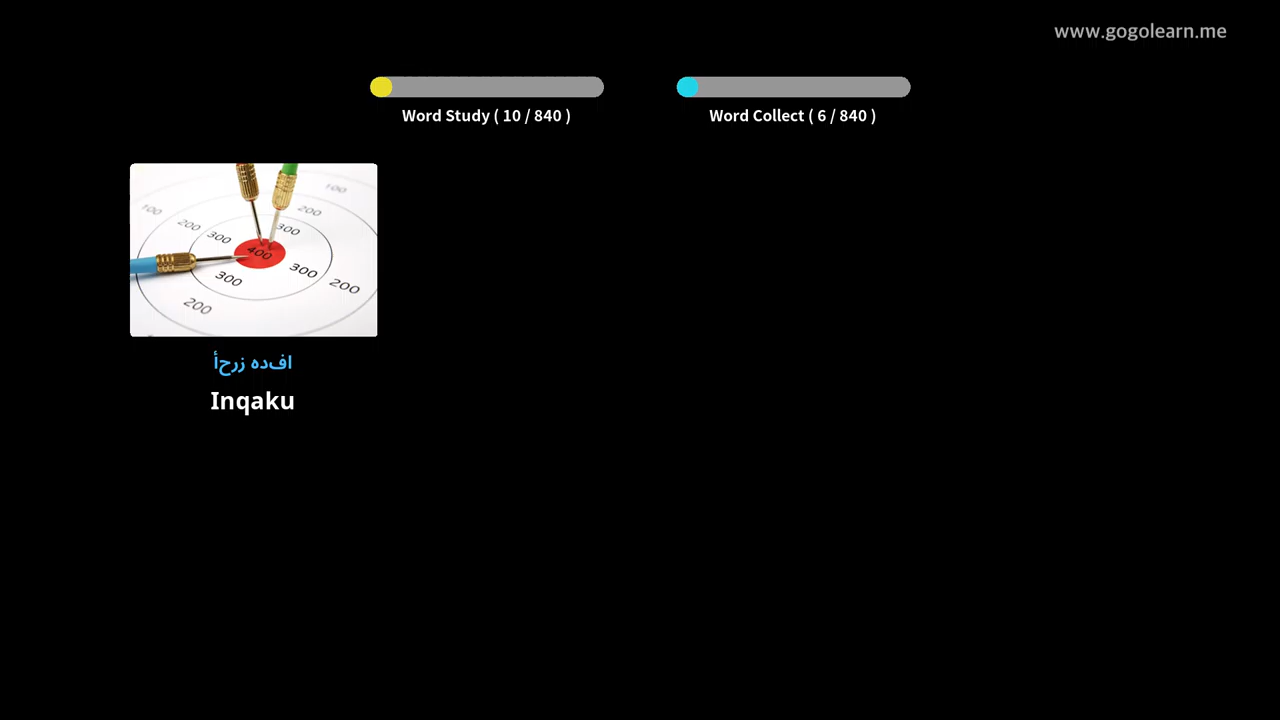 www.gogolearn.me
Word Study ( 10 / 840 )
Word Collect ( 6 / 840 )
100
100
200
200
300
300
400
300
300
200
200
افده زرحأ
Inqaku